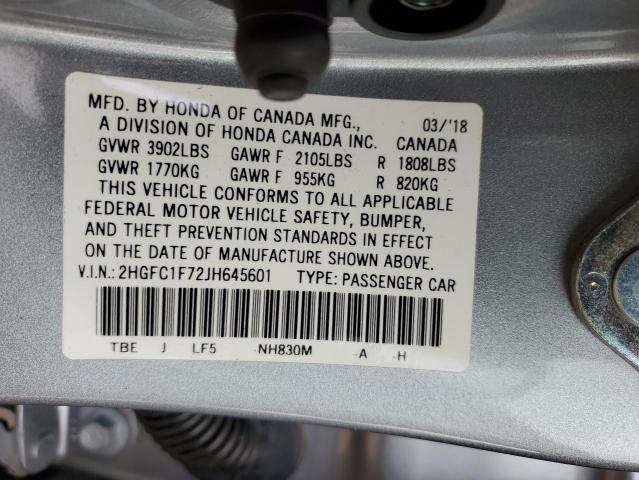 MFD. BY HONDA OF CANADA MFG., 03/'18
A DIVISION OF HONDA CANADA INC. CANADA
GVWR 3902LBS GAWR F 2105LBS R 1808LBS
GVWR 1770KG GAWR F 955KG R 820KG
THIS VEHICLE CONFORMS TO ALL APPLICABLE
FEDERAL MOTOR VEHICLE SAFETY, BUMPER,
AND THEFT PREVENTION STANDARDS IN EFFECT
ON THE DATE OF MANUFACTURE SHOWN ABOVE.
V.I.N.: 2HGFC1F72JH645601 TYPE: PASSENGER CAR
TBE J LF5 NH830M A H